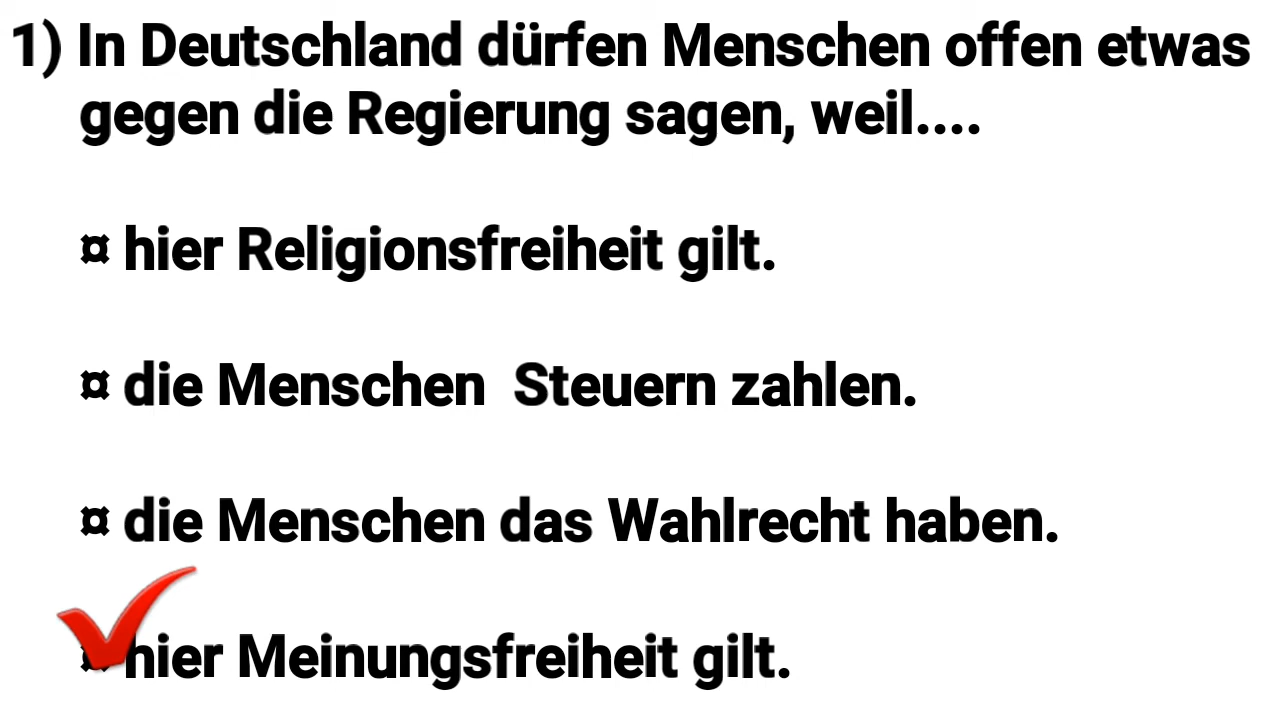 1) In Deutschland dürfen Menschen offen etwas
gegen die Regierung sagen, weil....
¤ hier Religionsfreiheit gilt.
¤ die Menschen Steuern zahlen.
¤ die Menschen das Wahlrecht haben.
¤ hier Meinungsfreiheit gilt.